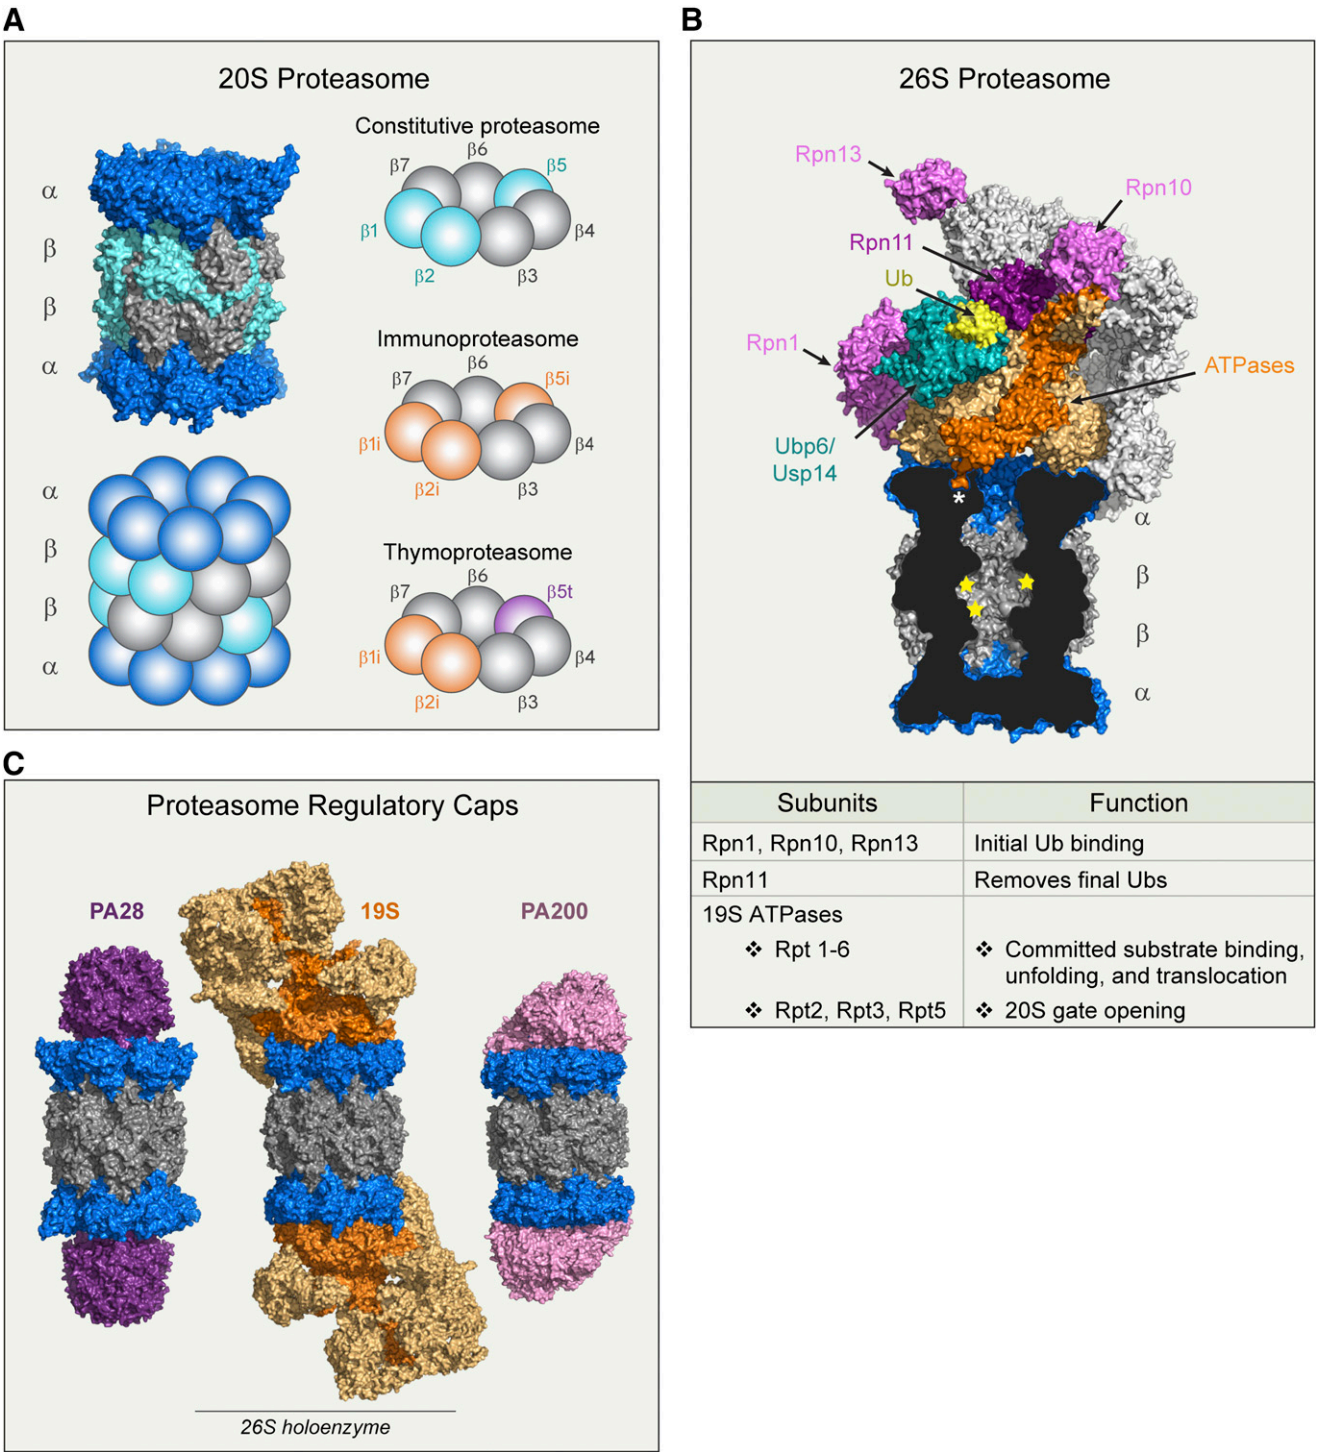 A
20S Proteasome
α
β
β
α
α
β
β
α
Constitutive proteasome
β6
β7
β5
β1
β4
β2
β3
Immunoproteasome
β6
β7
β5i
β1i
β4
β2i
β3
Thymoproteasome
β6
β7
β5t
β1i
β4
β2i
β3
B
26S Proteasome
Rpn13
Rpn10
Rpn11
Ub
Rpn1
ATPases
Ubp6/
Usp14
*
α
β
β
α
Subunits Function
Rpn1, Rpn10, Rpn13 Initial Ub binding
Rpn11 Removes final Ubs
19S ATPases
❖ Rpt 1-6 ❖ Committed substrate binding,
unfolding, and translocation
❖ Rpt2, Rpt3, Rpt5 ❖ 20S gate opening
C
Proteasome Regulatory Caps
PA28 19S PA200
26S holoenzyme